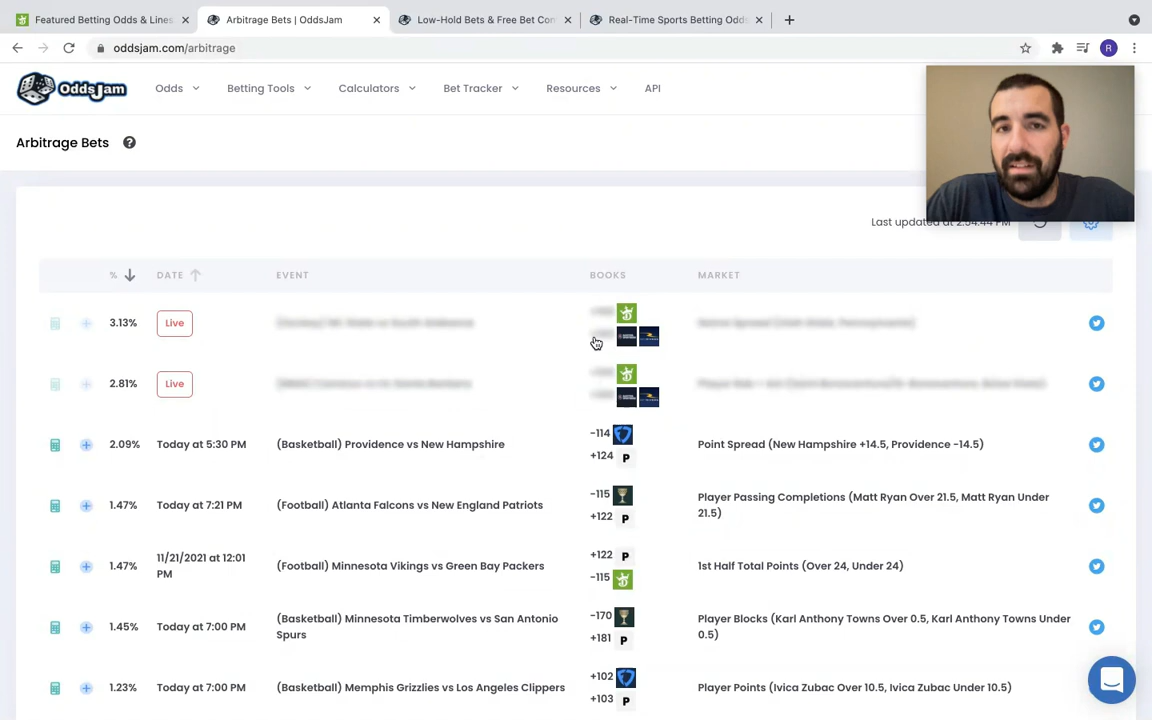 Featured Betting Odds & Lines
Arbitrage Bets | OddsJam
Low-Hold Bets & Free Bet Con
Real-Time Sports Betting Odds
oddsjam.com/arbitrage
R
OddsJam
Odds
Betting Tools
Calculators
Bet Tracker
Resources
API
Arbitrage Bets
Last updated at 2:54:44 PM
%
DATE
EVENT
BOOKS
MARKET
3.13%
Live
2.81%
Live
2.09%
Today at 5:30 PM
(Basketball) Providence vs New Hampshire
-114
+124
P
Point Spread (New Hampshire +14.5, Providence -14.5)
1.47%
Today at 7:21 PM
(Football) Atlanta Falcons vs New England Patriots
-115
+122
P
Player Passing Completions (Matt Ryan Over 21.5, Matt Ryan Under
21.5)
1.47%
11/21/2021 at 12:01
PM
(Football) Minnesota Vikings vs Green Bay Packers
+122
P
-115
1st Half Total Points (Over 24, Under 24)
1.45%
Today at 7:00 PM
(Basketball) Minnesota Timberwolves vs San Antonio
Spurs
-170
+181
P
Player Blocks (Karl Anthony Towns Over 0.5, Karl Anthony Towns Under
0.5)
1.23%
Today at 7:00 PM
(Basketball) Memphis Grizzlies vs Los Angeles Clippers
+102
+103
P
Player Points (Ivica Zubac Over 10.5, Ivica Zubac Under 10.5)